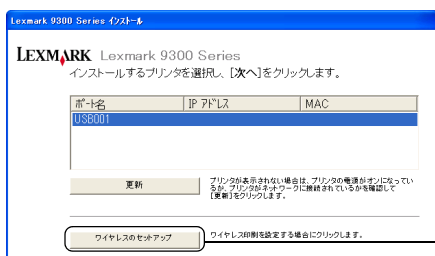 Lexmark 9300 Series インストール
LEXMARK Lexmark 9300 Series
インストールするプリンタを選択し、[次へ]をクリックします。
ポート名 IP アドレス MAC
USB001
更新
プリンタが表示されない場合は、プリンタの電源がオンになってい
るか、プリンタがネットワークに接続されているかを確認して
[更新]をクリックします。
ワイヤレスのセットアップ
ワイヤレス印刷を設定する場合にクリックします。